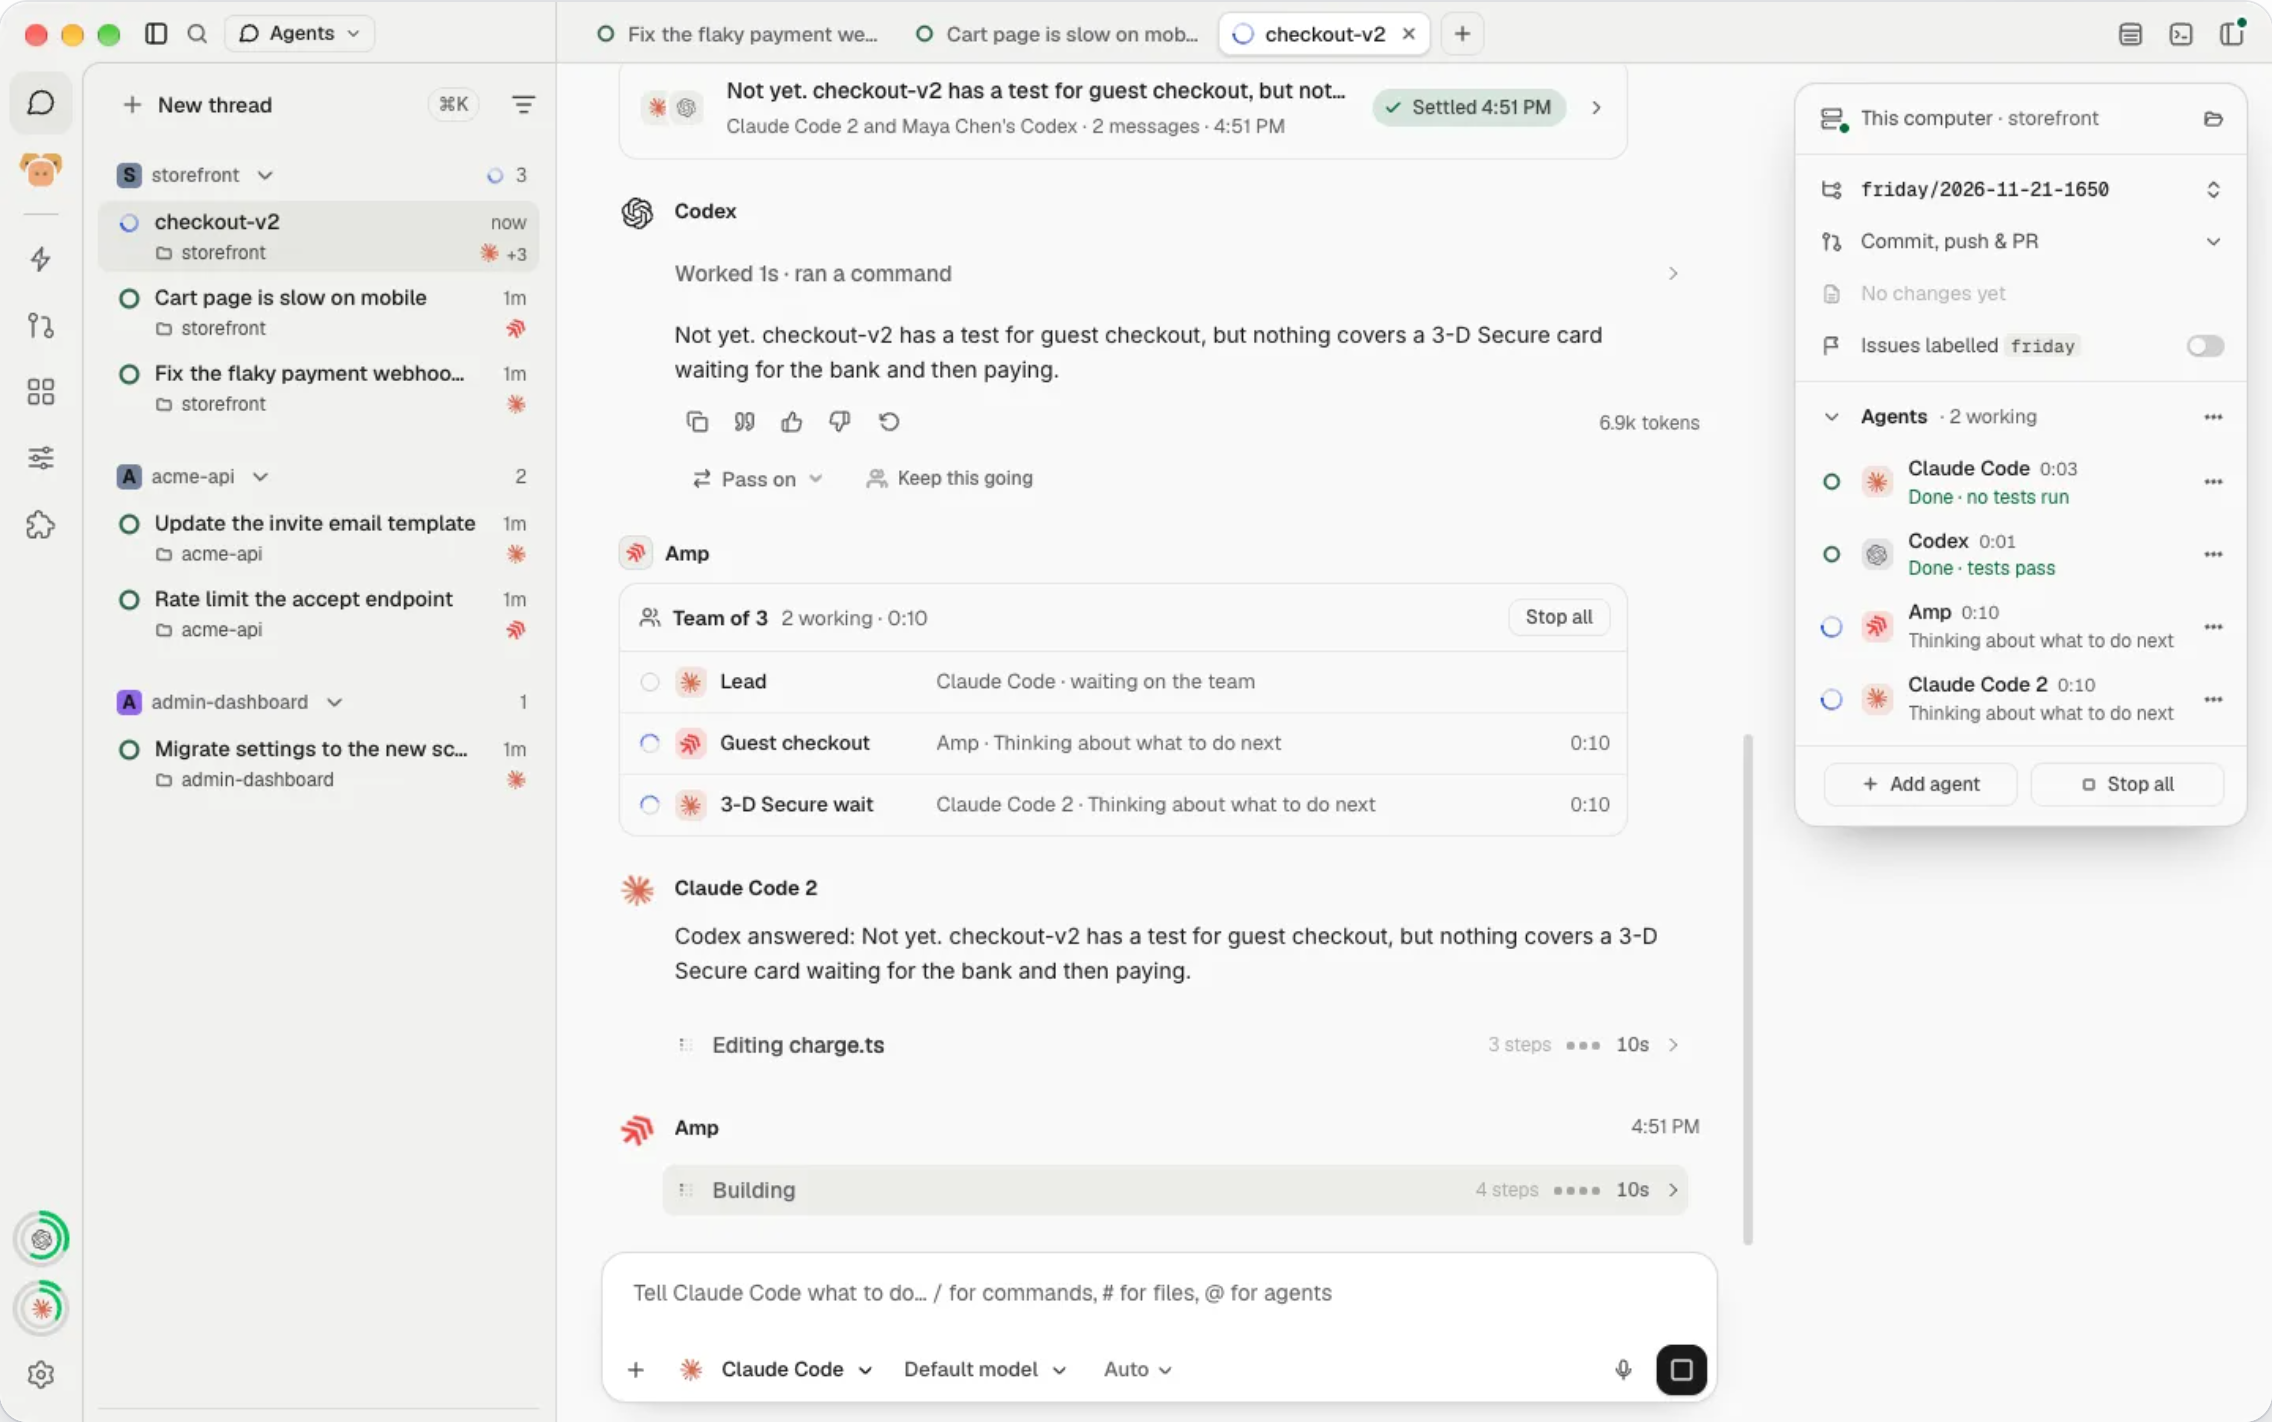 Agents
Fix the flaky payment we...
Cart page is slow on mob...
checkout-v2
New thread
⌘K
S storefront
3
checkout-v2
now
storefront
+3
Cart page is slow on mobile
1m
storefront
Fix the flaky payment webhoo...
1m
storefront
A acme-api
2
Update the invite email template
1m
acme-api
Rate limit the accept endpoint
1m
acme-api
A admin-dashboard
1
Migrate settings to the new sc...
1m
admin-dashboard
Not yet. checkout-v2 has a test for guest checkout, but not...
Claude Code 2 and Maya Chen's Codex · 2 messages · 4:51 PM
Settled 4:51 PM
Codex
Worked 1s · ran a command
Not yet. checkout-v2 has a test for guest checkout, but nothing covers a 3-D Secure card
waiting for the bank and then paying.
6.9k tokens
Pass on
Keep this going
Amp
Team of 3 2 working · 0:10
Stop all
Lead
Claude Code · waiting on the team
Guest checkout
Amp · Thinking about what to do next
0:10
3-D Secure wait
Claude Code 2 · Thinking about what to do next
0:10
Claude Code 2
Codex answered: Not yet. checkout-v2 has a test for guest checkout, but nothing covers a 3-D
Secure card waiting for the bank and then paying.
Editing charge.ts
3 steps
10s
Amp
4:51 PM
Building
4 steps
10s
Tell Claude Code what to do... / for commands, # for files, @ for agents
Claude Code
Default model
Auto
This computer · storefront
friday/2026-11-21-1650
Commit, push & PR
No changes yet
Issues labelled friday
Agents · 2 working
Claude Code 0:03
Done · no tests run
Codex 0:01
Done · tests pass
Amp 0:10
Thinking about what to do next
Claude Code 2 0:10
Thinking about what to do next
Add agent
Stop all